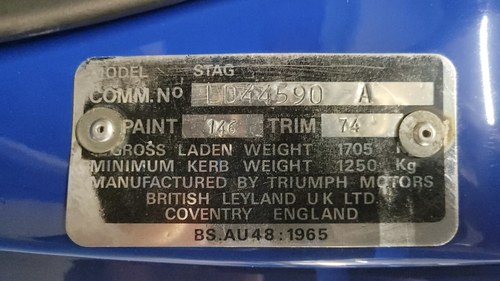 MODEL STAG
COMM. No LD44590 A
PAINT 146 TRIM 74
GROSS LADEN WEIGHT 1705
MINIMUM KERB WEIGHT 1250 Kg
MANUFACTURED BY TRIUMPH MOTORS
BRITISH LEYLAND UK LTD.
COVENTRY ENGLAND
BS.AU48:1965